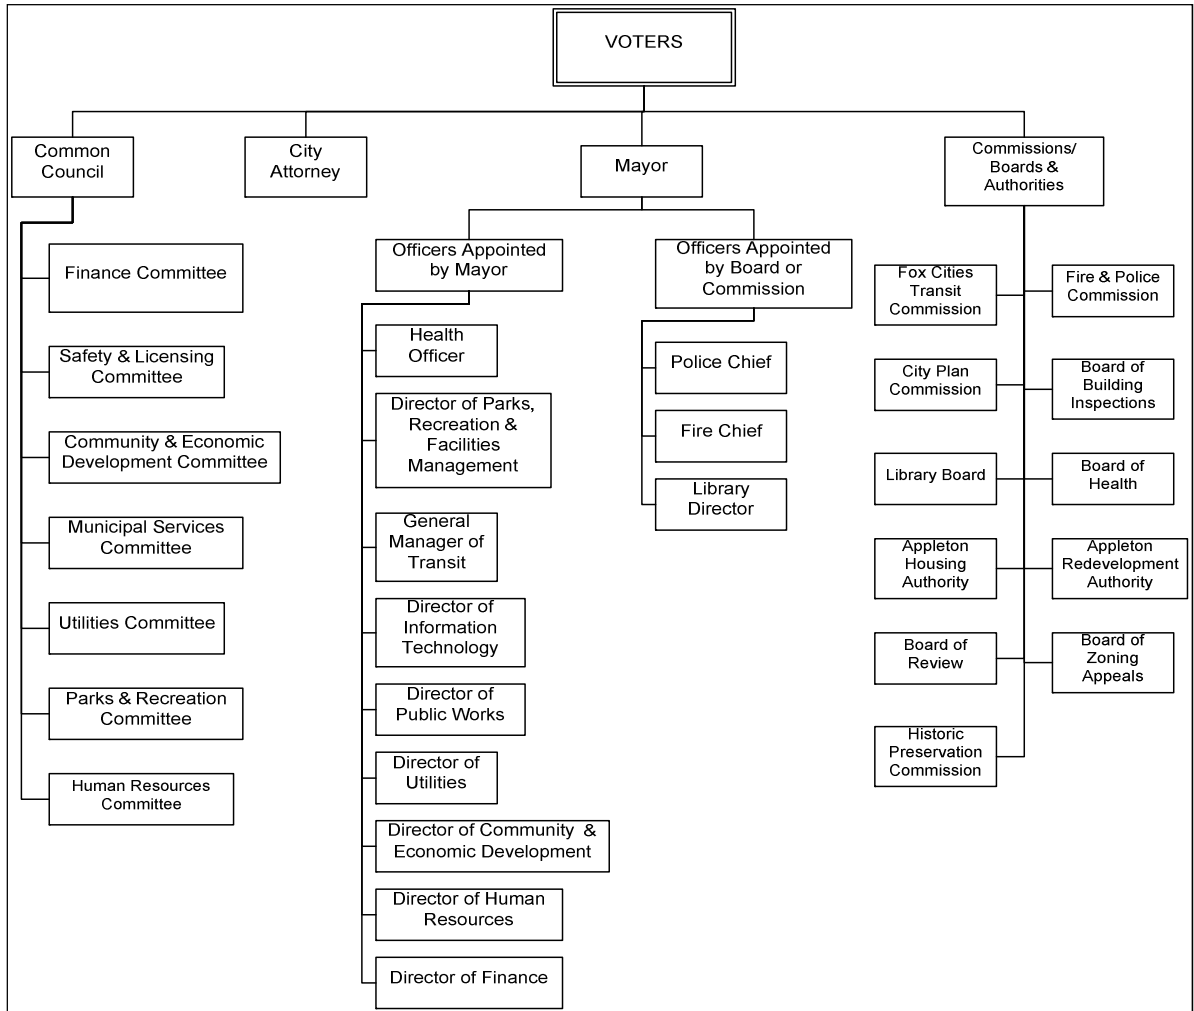 VOTERS
Common
Council
City
Attorney
Mayor
Commissions/
Boards &
Authorities
Finance Committee
Safety & Licensing
Committee
Community & Economic
Development Committee
Municipal Services
Committee
Utilities Committee
Parks & Recreation
Committee
Human Resources
Committee
Officers Appointed
by Mayor
Health
Officer
Director of Parks,
Recreation &
Facilities
Management
General
Manager of
Transit
Director of
Information
Technology
Director of
Public Works
Director of
Utilities
Director of Community &
Economic Development
Director of Human
Resources
Director of Finance
Officers Appointed
by Board or
Commission
Police Chief
Fire Chief
Library
Director
Fox Cities
Transit
Commission
Fire & Police
Commission
City Plan
Commission
Board of
Building
Inspections
Library Board
Board of
Health
Appleton
Housing
Authority
Appleton
Redevelopment
Authority
Board of
Review
Board of
Zoning
Appeals
Historic
Preservation
Commission